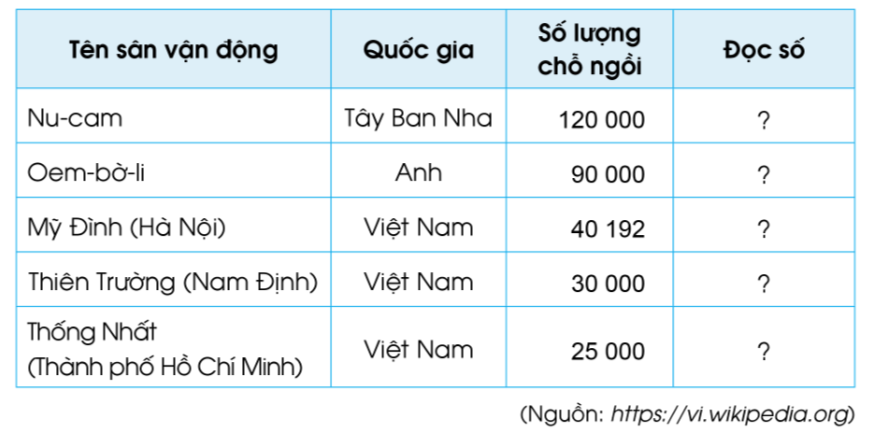 Tên sân vận động Quốc gia Số lượng chỗ ngồi Đọc số
Nu-cam Tây Ban Nha 120 000 ?
Oem-bờ-li Anh 90 000 ?
Mỹ Đình (Hà Nội) Việt Nam 40 192 ?
Thiên Trường (Nam Định) Việt Nam 30 000 ?
Thống Nhất
(Thành phố Hồ Chí Minh) Việt Nam 25 000 ?
(Nguồn: https://vi.wikipedia.org)